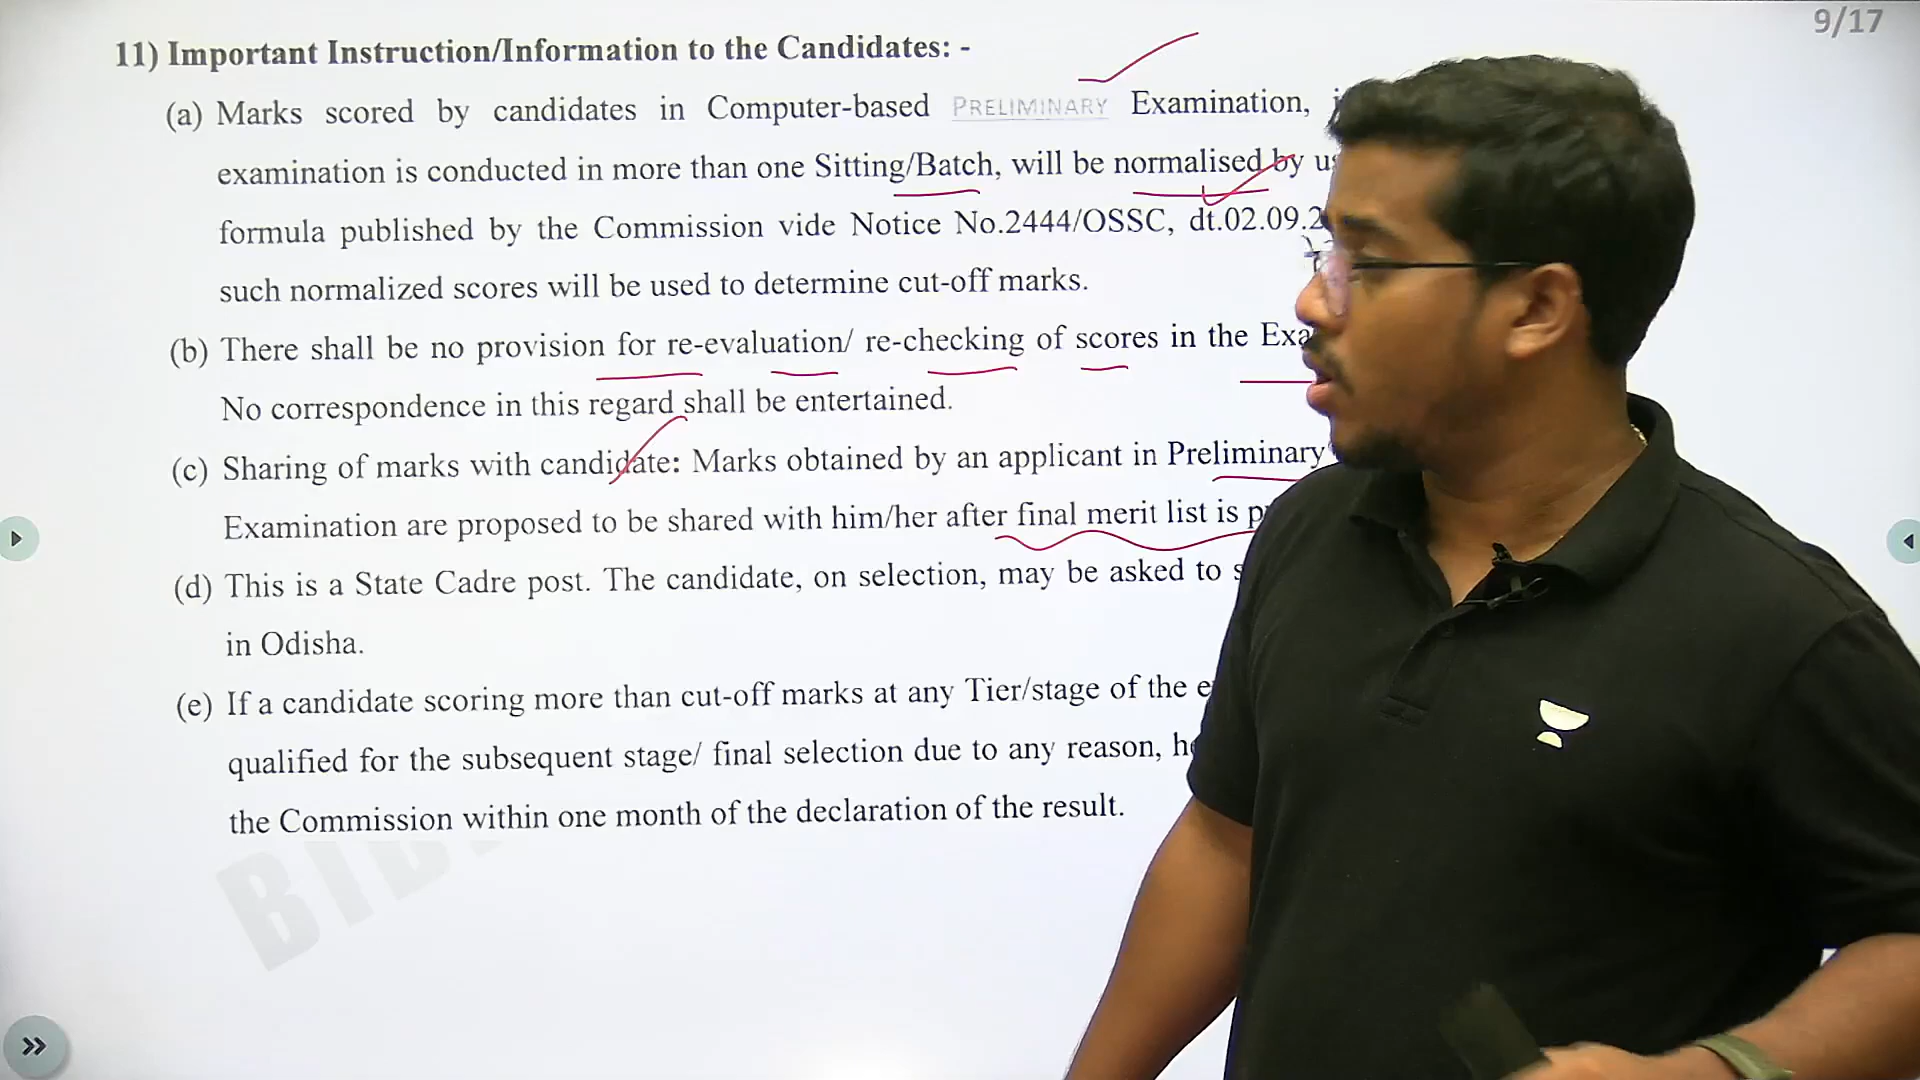 9/17
11) Important Instruction/Information to the Candidates: -
(a) Marks scored by candidates in Computer-based PRELIMINARY Examination,
examination is conducted in more than one Sitting/Batch, will be normalised by
formula published by the Commission vide Notice No.2444/OSSC, dt.02.09.2
such normalized scores will be used to determine cut-off marks.
(b) There shall be no provision for re-evaluation/ re-checking of scores in the Exa
No correspondence in this regard shall be entertained.
(c) Sharing of marks with candidate: Marks obtained by an applicant in Preliminary
Examination are proposed to be shared with him/her after final merit list is p
(d) This is a State Cadre post. The candidate, on selection, may be asked to s
in Odisha.
(e) If a candidate scoring more than cut-off marks at any Tier/stage of the e
qualified for the subsequent stage/ final selection due to any reason, he
the Commission within one month of the declaration of the result.